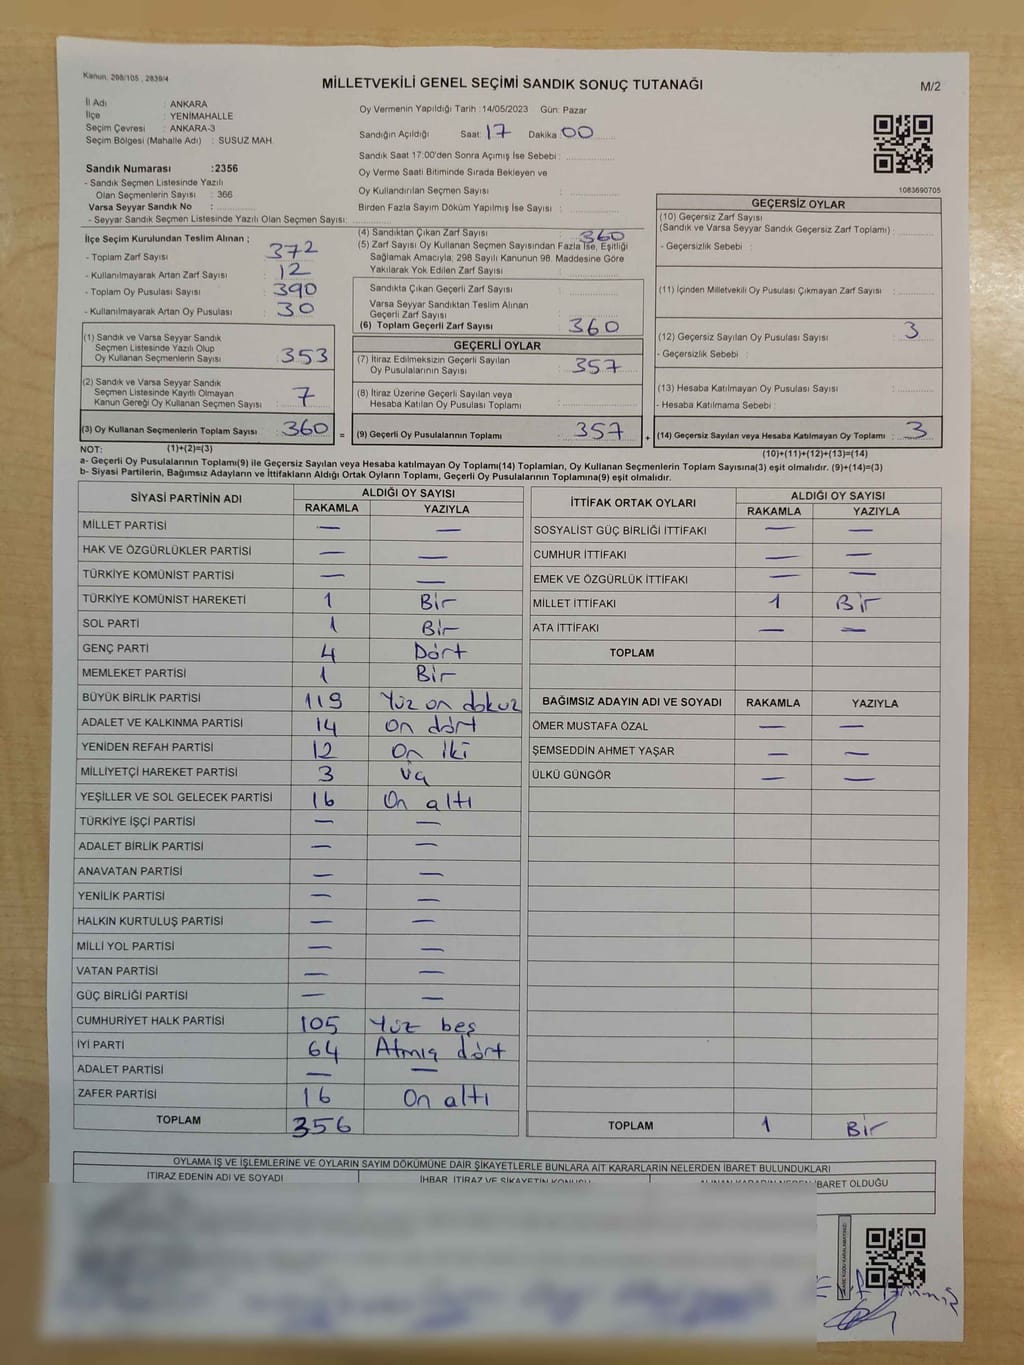 Kanun, 298/105 , 2839/4
MİLLETVEKİLİ GENEL SEÇİMİ SANDIK SONUÇ TUTANAĞI
M/2
İl Adı : ANKARA
İlçe : YENİMAHALLE
Seçim Çevresi : ANKARA-3
Seçim Bölgesi (Mahalle Adı) : SUSUZ MAH.
Oy Vermenin Yapıldığı Tarih : 14/05/2023 Gün: Pazar
Sandığın Açıldığı Saat: 17 Dakika: 00
Sandık Saat 17:00'den Sonra Açımış İse Sebebi :
Oy Verme Saati Bitiminde Sırada Bekleyen ve
Oy Kullandırılan Seçmen Sayısı :
Birden Fazla Sayım Döküm Yapılmış İse Sayısı :
1083690705
Sandık Numarası :2356
- Sandık Seçmen Listesinde Yazılı
Olan Seçmenlerin Sayısı : 366
Varsa Seyyar Sandık No :
- Seyyar Sandık Seçmen Listesinde Yazılı Olan Seçmen Sayısı:
İlçe Seçim Kurulundan Teslim Alınan ;
- Toplam Zarf Sayısı : 372
- Kullanılmayarak Artan Zarf Sayısı : 12
- Toplam Oy Pusulası Sayısı : 390
- Kullanılmayarak Artan Oy Pusulası : 30
(1) Sandık ve Varsa Seyyar Sandık
Seçmen Listesinde Yazılı Olup
Oy Kullanan Seçmenlerin Sayısı : 353
(2) Sandık ve Varsa Seyyar Sandık
Seçmen Listesinde Kayıtlı Olmayan
Kanun Gereği Oy Kullanan Seçmen Sayısı : 7
(3) Oy Kullanan Seçmenlerin Toplam Sayısı : 360
(4) Sandıktan Çıkan Zarf Sayısı : 360
(5) Zarf Sayısı Oy Kullanan Seçmen Sayısından Fazla İse, Eşitliği
Sağlamak Amacıyla, 298 Sayılı Kanunun 98. Maddesine Göre
Yakılarak Yok Edilen Zarf Sayısı :
Sandıkta Çıkan Geçerli Zarf Sayısı :
Varsa Seyyar Sandıktan Teslim Alınan
Geçerli Zarf Sayısı :
(6) Toplam Geçerli Zarf Sayısı : 360
GEÇERLİ OYLAR
(7) İtiraz Edilmeksizin Geçerli Sayılan
Oy Pusulalarının Sayısı : 357
(8) İtiraz Üzerine Geçerli Sayılan veya
Hesaba Katılan Oy Pusulası Toplamı :
= (9) Geçerli Oy Pusulalarının Toplamı : 357 +
GEÇERSİZ OYLAR
(10) Geçersiz Zarf Sayısı
(Sandık ve Varsa Seyyar Sandık Geçersiz Zarf Toplamı) :
- Geçersizlik Sebebi :
(11) İçinden Milletvekili Oy Pusulası Çıkmayan Zarf Sayısı :
(12) Geçersiz Sayılan Oy Pusulası Sayısı : 3
- Geçersizlik Sebebi :
(13) Hesaba Katılmayan Oy Pusulası Sayısı :
- Hesaba Katılmama Sebebi :
(14) Geçersiz Sayılan veya Hesaba Katılmayan Oy Toplamı : 3
NOT: (1)+(2)=(3)
(10)+(11)+(12)+(13)=(14)
a- Geçerli Oy Pusulalarının Toplamı(9) ile Geçersiz Sayılan veya Hesaba katılmayan Oy Toplamı(14) Toplamları, Oy Kullanan Seçmenlerin Toplam Sayısına(3) eşit olmalıdır. (9)+(14)=(3)
b- Siyasi Partilerin, Bağımsız Adayların ve İttifakların Aldığı Ortak Oyların Toplamı, Geçerli Oy Pusulalarının Toplamına(9) eşit olmalıdır.
SİYASİ PARTİNİN ADI ALDIĞI OY SAYISI
RAKAMLA YAZIYLA
MİLLET PARTİSİ — —
HAK VE ÖZGÜRLÜKLER PARTİSİ — —
TÜRKİYE KOMÜNİST PARTİSİ — —
TÜRKİYE KOMÜNİST HAREKETİ 1 Bir
SOL PARTİ 1 Bir
GENÇ PARTİ 4 Dört
MEMLEKET PARTİSİ 1 Bir
BÜYÜK BİRLİK PARTİSİ 119 Yüz on dokuz
ADALET VE KALKINMA PARTİSİ 14 On dört
YENİDEN REFAH PARTİSİ 12 On iki
MİLLİYETÇİ HAREKET PARTİSİ 3 üç
YEŞİLLER VE SOL GELECEK PARTİSİ 16 On altı
TÜRKİYE İŞÇİ PARTİSİ — —
ADALET BİRLİK PARTİSİ — —
ANAVATAN PARTİSİ — —
YENİLİK PARTİSİ — —
HALKIN KURTULUŞ PARTİSİ — —
MİLLİ YOL PARTİSİ — —
VATAN PARTİSİ — —
GÜÇ BİRLİĞİ PARTİSİ — —
CUMHURİYET HALK PARTİSİ 105 Yüz beş
İYİ PARTİ 64 Atmış dört
ADALET PARTİSİ — —
ZAFER PARTİSİ 16 On altı
TOPLAM 356
İTTİFAK ORTAK OYLARI ALDIĞI OY SAYISI
RAKAMLA YAZIYLA
SOSYALİST GÜÇ BİRLİĞİ İTTİFAKI — —
CUMHUR İTTİFAKI — —
EMEK VE ÖZGÜRLÜK İTTİFAKI — —
MİLLET İTTİFAKI 1 Bir
ATA İTTİFAKI — —
TOPLAM
BAĞIMSIZ ADAYIN ADI VE SOYADI RAKAMLA YAZIYLA
ÖMER MUSTAFA ÖZAL — —
ŞEMSEDDİN AHMET YAŞAR — —
ÜLKÜ GÜNGÖR — —
TOPLAM 1 Bir
OYLAMA İŞ VE İŞLEMLERİNE VE OYLARIN SAYIM DÖKÜMÜNE DAİR ŞİKAYETLERLE BUNLARA AİT KARARLARIN NELERDEN İBARET BULUNDUKLARI
İTİRAZ EDENİN ADI VE SOYADI İHBAR, İTİRAZ VE ŞİKAYETİN KONUSU ALINAN KARARIN NEDEN İBARET OLDUĞU